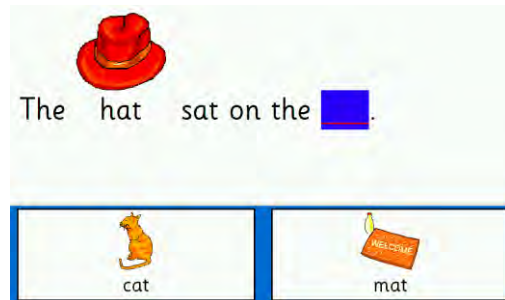 The hat sat on the .
WELCOME
cat mat